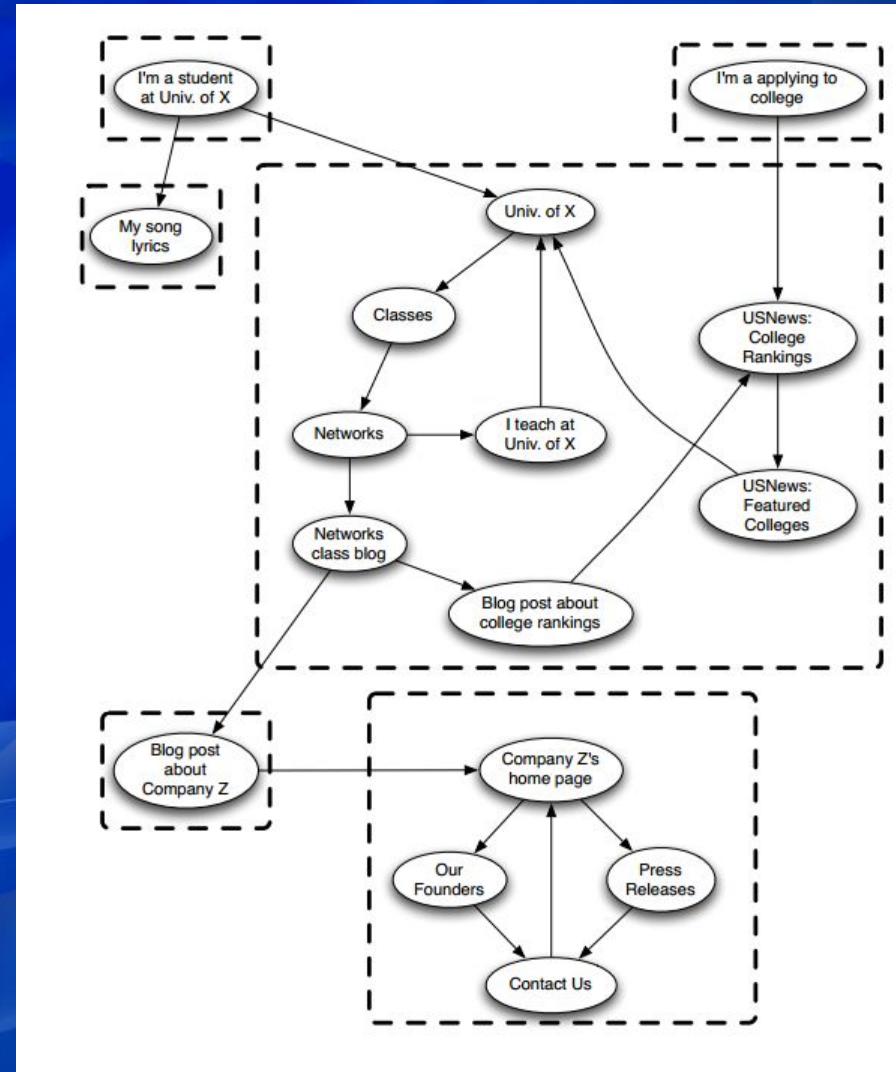 I'm a student
at Univ. of X
I'm a applying to
college
My song
lyrics
Univ. of X
Classes
USNews:
College
Rankings
Networks
I teach at
Univ. of X
USNews:
Featured
Colleges
Networks
class blog
Blog post about
college rankings
Blog post
about
Company Z
Company Z's
home page
Our
Founders
Press
Releases
Contact Us